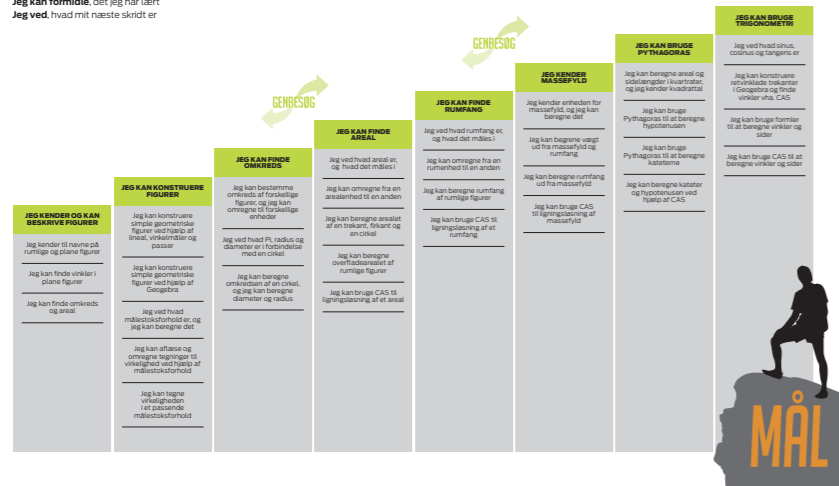 Jeg kan formidle, det jeg har lært
Jeg ved, hvad mit næste skridt er
GENBESØG
GENBESØG
JEG KENDER OG KAN
BESKRIVE FIGURER
Jeg kender til navne på
rumlige og plane figurer
Jeg kan finde vinkler i
plane figurer
Jeg kan finde omkreds
og areal
JEG KAN KONSTRUERE
FIGURER
Jeg kan konstruere
simple geometriske
figurer ved hjælp af
lineal, vinkelmåler og
passer
Jeg kan konstruere
simple geometriske
figurer ved hjælp af
Geogebra
Jeg ved hvad
målestoksforhold er, og
jeg kan beregne det
Jeg kan aflæse og
omregne tegninger til
virkelighed ved hjælp af
målestoksforhold
Jeg kan tegne
virkeligheden
i et passende
målestoksforhold
JEG KAN FINDE
OMKREDS
Jeg kan bestemme
omkreds af forskellige
figurer, og jeg kan
omregne til forskellige
enheder
Jeg ved hvad Pi, radius og
diameter er i forbindelse
med en cirkel
Jeg kan beregne
omkredsen af en cirkel,
og jeg kan beregne
diameter og radius
JEG KAN FINDE
AREAL
Jeg ved hvad areal er,
og hvad det måles i
Jeg kan omregne fra en
arealenhed til en anden
Jeg kan beregne arealet
af en trekant, firkant og
en cirkel
Jeg kan beregne
overfladearealet af
rumlige figurer
Jeg kan bruge CAS til
ligningsløsning af et areal
JEG KAN FINDE
RUMFANG
Jeg ved hvad rumfang er,
og hvad det måles i
Jeg kan omregne fra en
rumenhed til en anden
Jeg kan beregne rumfang
af rumlige figurer
Jeg kan bruge CAS til
ligningsløsning af et
rumfang
JEG KENDER
MASSEFYLD
Jeg kender enheden for
massefyld, og jeg kan
beregne det
Jeg kan begrene vægt
ud fra massefyld og
rumfang
Jeg kan beregne rumfang
ud fra massefyld
Jeg kan bruge CAS
til ligningsløsning af
massefyld
JEG KAN BRUGE
PYTHAGORAS
Jeg kan beregne areal og
sidelængder i kvartrater,
og jeg kender kvadrattal
Jeg kan bruge
Pythagoras til at beregne
hypotenusen
Jeg kan bruge
Pythagoras til at beregne
kateterne
Jeg kan beregne kateter
og hypotenusen ved
hjælp af CAS
JEG KAN BRUGE
TRIGONOMETRI
Jeg ved hvad sinus,
cosinus og tangens er
Jeg kan konstruere
retvinklede trekanter
i Geogebra og finde
vinkler vha. CAS
Jeg kan bruge formler
til at beregne vinkler og
sider
Jeg kan bruge CAS til at
beregne vinkler og sider
MÅL